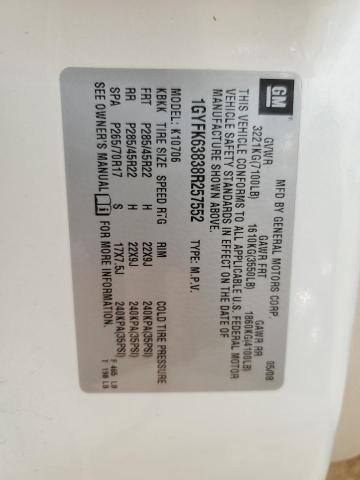 GM
MFD BY GENERAL MOTORS CORP. 05/08
GVWR GAWR FRT GAWR RR
3221KG(7100LB) 1610KG(3550LB) 1860KG(4100LB)
THIS VEHICLE CONFORMS TO ALL APPLICABLE U.S. FEDERAL MOTOR
VEHICLE SAFETY STANDARDS IN EFFECT ON THE DATE OF
MANUFACTURE SHOWN ABOVE.
1GYFK63838R257552 TYPE: M.P.V.
MODEL: K10706
KBKK TIRE SIZE SPEED RTG RIM COLD TIRE PRESSURE
FRT P285/45R22 H 22X9J 240KPA(35PSI)
RR P285/45R22 H 22X9J 240KPA(35PSI)
SPA P265/70R17 S 17X7.5J 240KPA(35PSI)
SEE OWNER'S MANUAL FOR MORE INFORMATION.
F 465 LB
T 198 LB